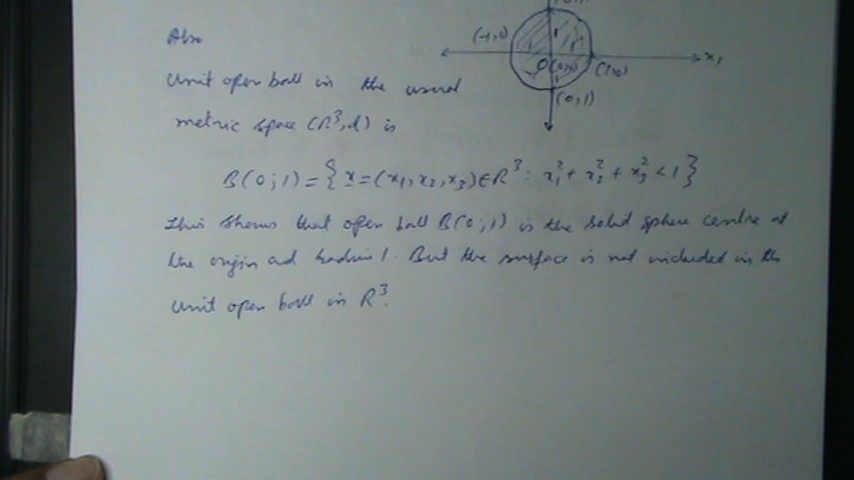 Also
(-1,0)
x₁
O(0,0)
(1,0)
(0,1)
Unit open ball in the usual
metric space (R³,d) is
B(0;1) = { x = (x₁, x₂, x₃) ∈ R³ : x₁² + x₂² + x₃² < 1 }
This shows that open ball B(0;1) is the solid sphere centre at
the origin and radius 1. But the surface is not included in the
unit open ball in R³.